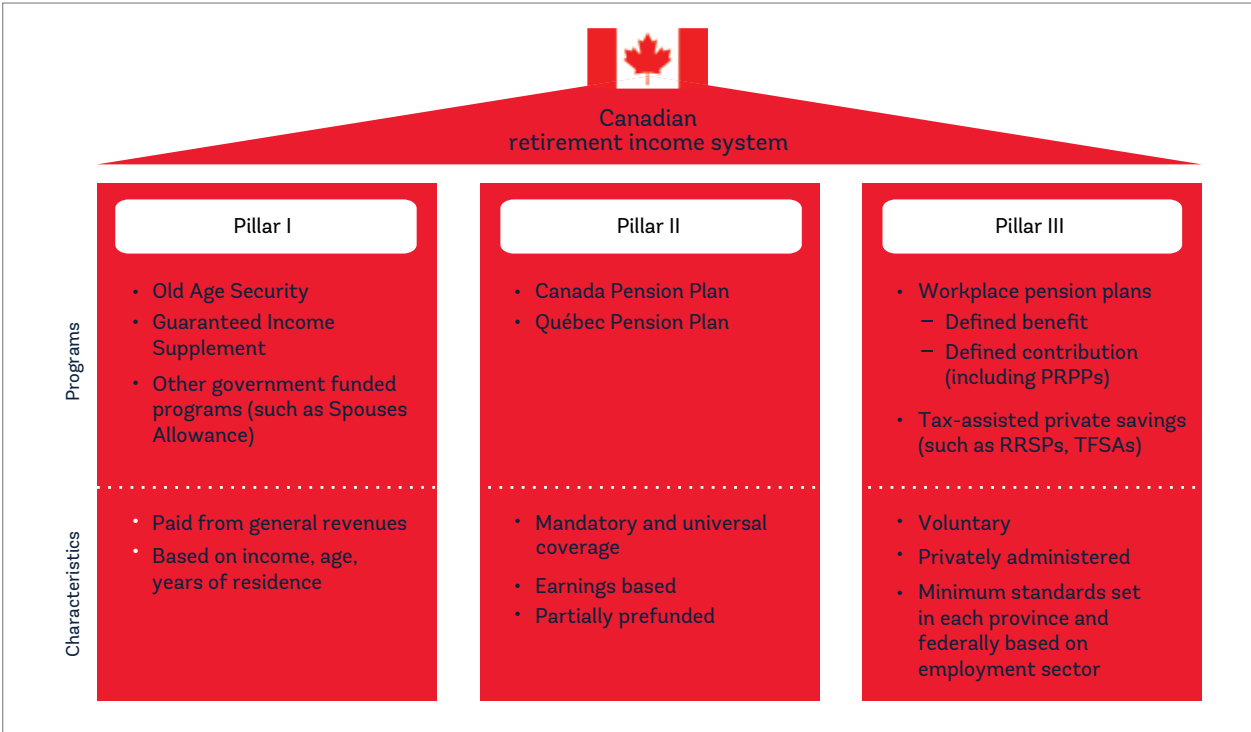 Canadian
retirement income system
Programs
Characteristics
Pillar I
• Old Age Security
• Guaranteed Income
Supplement
• Other government funded
programs (such as Spouses
Allowance)
• Paid from general revenues
• Based on income, age,
years of residence
Pillar II
• Canada Pension Plan
• Québec Pension Plan
• Mandatory and universal
coverage
• Earnings based
• Partially prefunded
Pillar III
• Workplace pension plans
– Defined benefit
– Defined contribution
(including PRPPs)
• Tax-assisted private savings
(such as RRSPs, TFSAs)
• Voluntary
• Privately administered
• Minimum standards set
in each province and
federally based on
employment sector